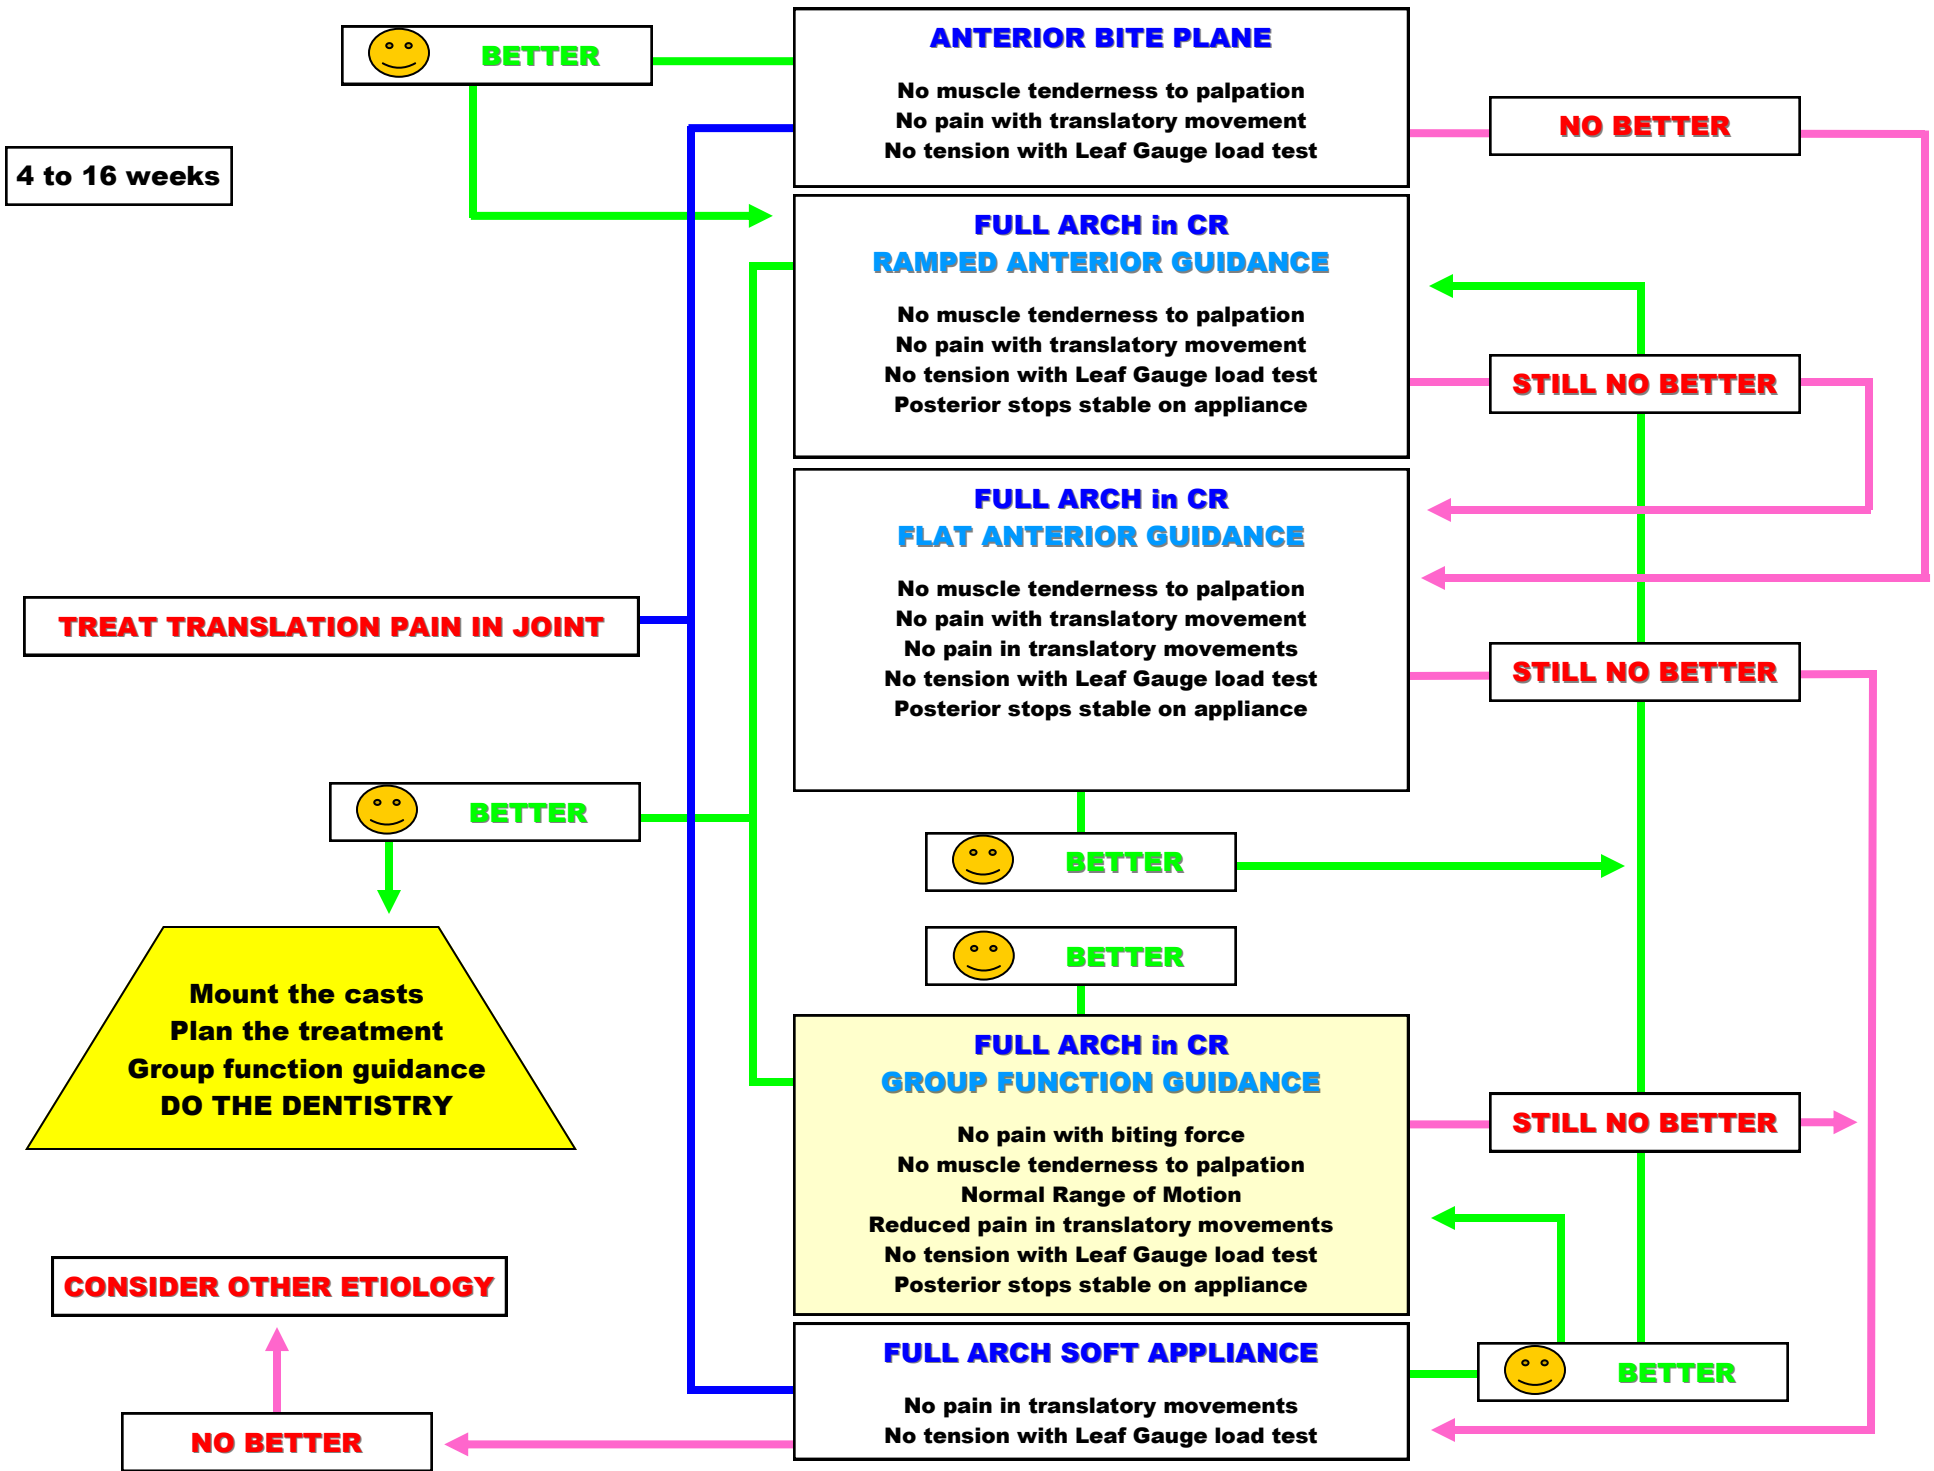 BETTER
ANTERIOR BITE PLANE
No muscle tenderness to palpation
No pain with translatory movement
No tension with Leaf Gauge load test
NO BETTER
4 to 16 weeks
FULL ARCH in CR
RAMPED ANTERIOR GUIDANCE
No muscle tenderness to palpation
No pain with translatory movement
No tension with Leaf Gauge load test
Posterior stops stable on appliance
STILL NO BETTER
FULL ARCH in CR
FLAT ANTERIOR GUIDANCE
No muscle tenderness to palpation
No pain with translatory movement
No pain in translatory movements
No tension with Leaf Gauge load test
Posterior stops stable on appliance
TREAT TRANSLATION PAIN IN JOINT
STILL NO BETTER
BETTER
BETTER
BETTER
Mount the casts
Plan the treatment
Group function guidance
DO THE DENTISTRY
FULL ARCH in CR
GROUP FUNCTION GUIDANCE
No pain with biting force
No muscle tenderness to palpation
Normal Range of Motion
Reduced pain in translatory movements
No tension with Leaf Gauge load test
Posterior stops stable on appliance
STILL NO BETTER
CONSIDER OTHER ETIOLOGY
FULL ARCH SOFT APPLIANCE
No pain in translatory movements
No tension with Leaf Gauge load test
BETTER
NO BETTER